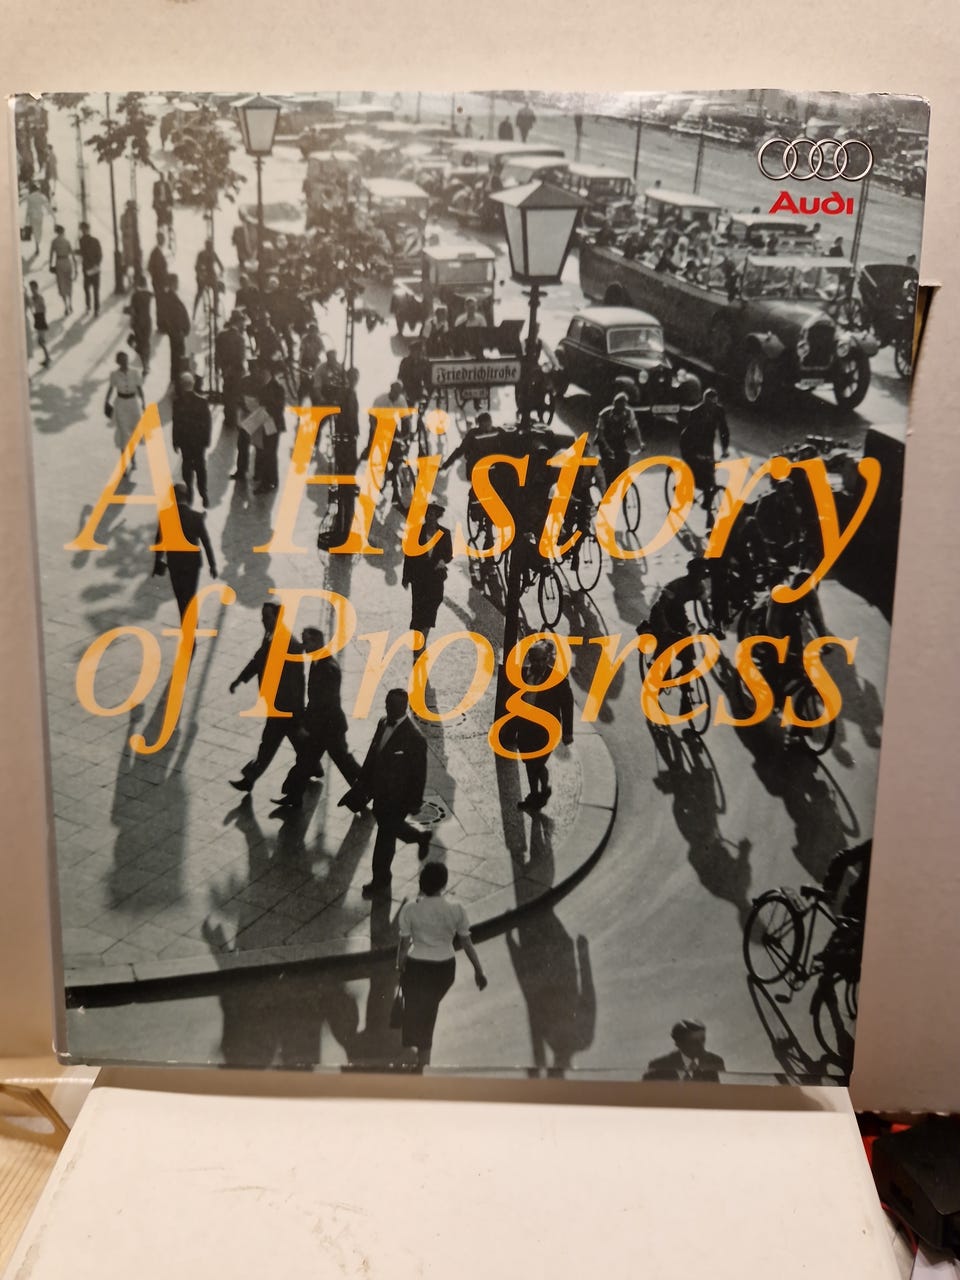 Audi
Friedrichstraße
A History
of Progress